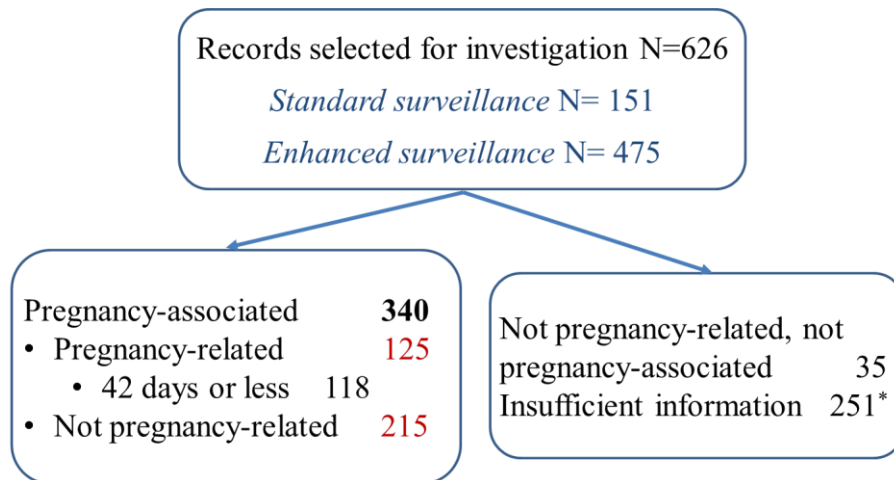 Records selected for investigation N=626
Standard surveillance N= 151
Enhanced surveillance N= 475
Pregnancy-associated 340
• Pregnancy-related 125
• 42 days or less 118
• Not pregnancy-related 215
Not pregnancy-related, not
pregnancy-associated 35
Insufficient information 251*